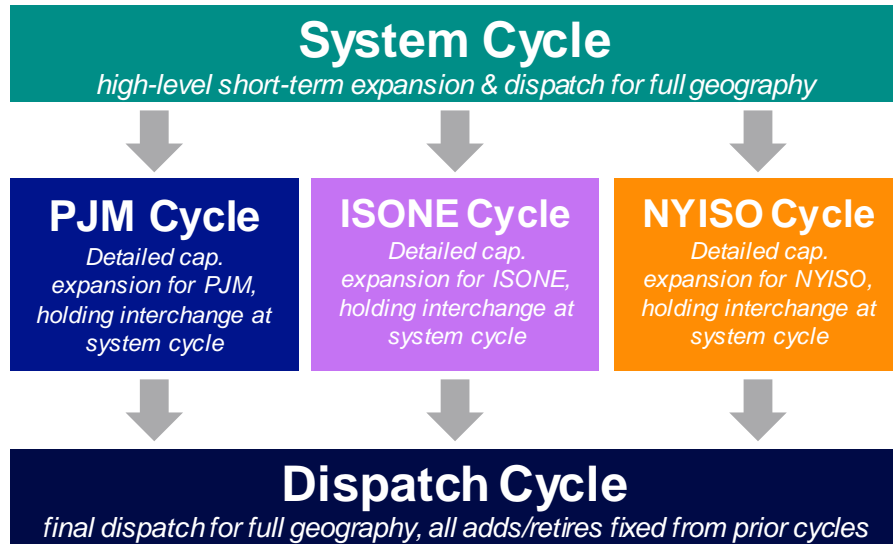 System Cycle
high-level short-term expansion & dispatch for full geography
PJM Cycle
Detailed cap.
expansion for PJM,
holding interchange at
system cycle
ISONE Cycle
Detailed cap.
expansion for ISONE,
holding interchange at
system cycle
NYISO Cycle
Detailed cap.
expansion for NYISO,
holding interchange at
system cycle
Dispatch Cycle
final dispatch for full geography, all adds/retires fixed from prior cycles